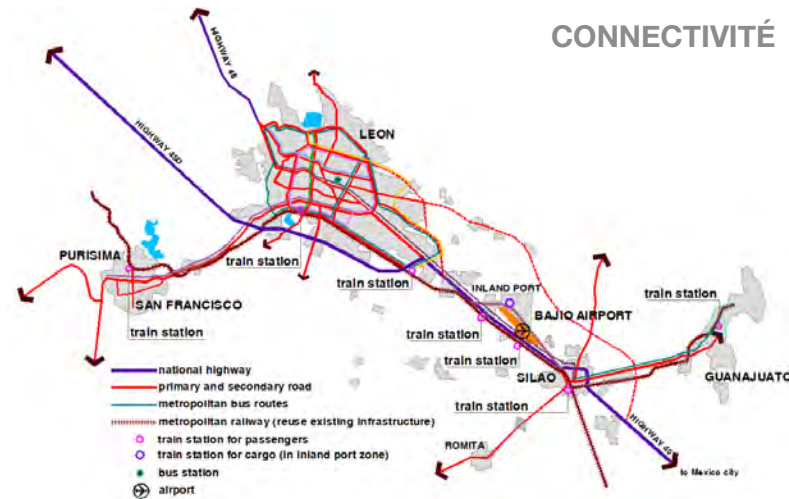 CONNECTIVITÉ
HIGHWAY 45
HIGHWAY 45D
LEON
PURISIMA
train station
SAN FRANCISCO
train station
train station
INLAND PORT
train station
BAJIO AIRPORT
train station
train station
SILAO
GUANAJUATO
train station
national highway
primary and secondary road
metropolitan bus routes
metropolitan railway (reuse existing infrastructure)
train station for passengers
train station for cargo (in inland port zone)
bus station
airport
ROMITA
HIGHWAY 45
to Mexico city